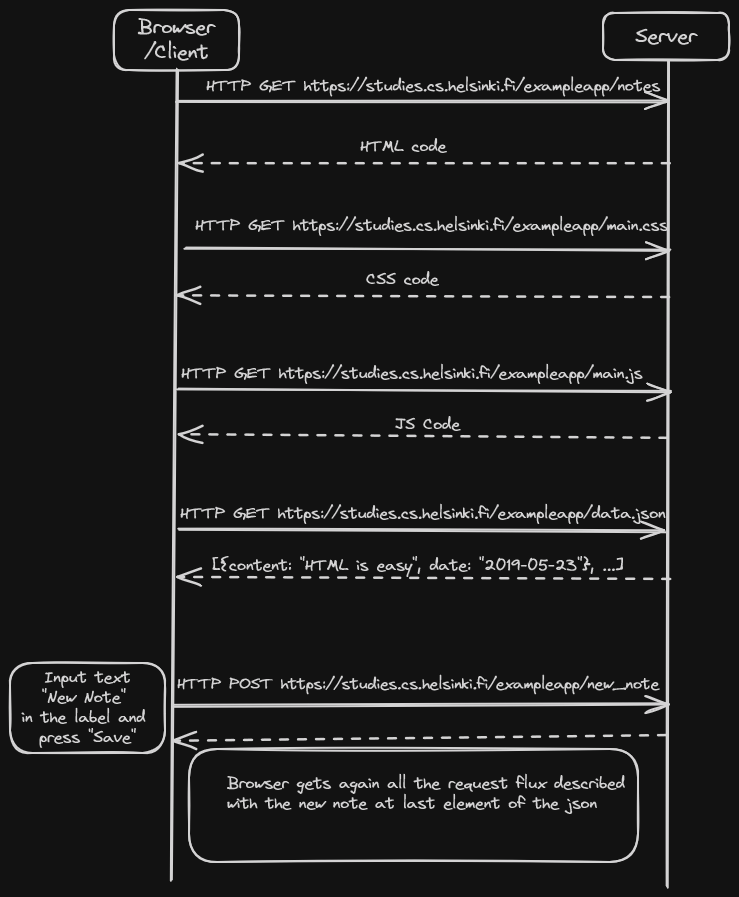 Browser
/Client
Server
HTTP GET https://studies.cs.helsinki.fi/exampleapp/notes
HTML code
HTTP GET https://studies.cs.helsinki.fi/exampleapp/main.css
CSS code
HTTP GET https://studies.cs.helsinki.fi/exampleapp/main.js
JS Code
HTTP GET https://studies.cs.helsinki.fi/exampleapp/data.json
[{content: "HTML is easy", date: "2019-05-23"}, ...]
Input text
"New Note"
in the label and
press "Save"
HTTP POST https://studies.cs.helsinki.fi/exampleapp/new_note
Browser gets again all the request flux described
with the new note at last element of the json